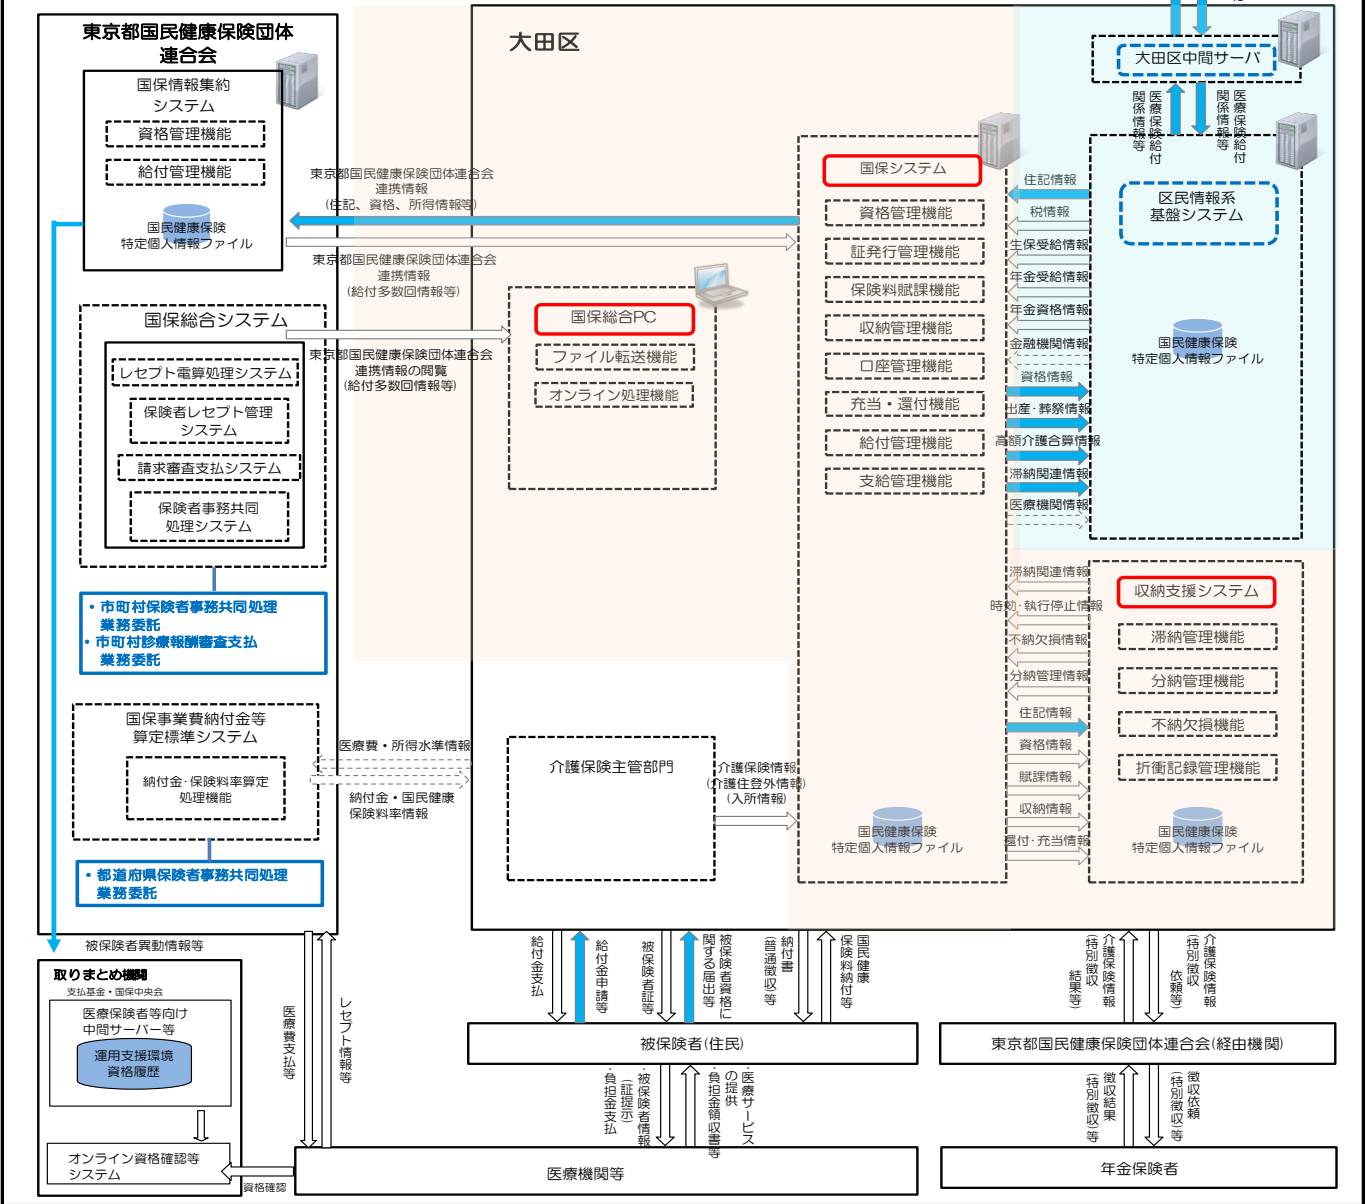 東京都国民健康保険団体
連合会
国保情報集約
システム
資格管理機能
給付管理機能
国民健康保険
特定個人情報ファイル
国保総合システム
レセプト電算処理システム
保険者レセプト管理
システム
請求審査支払システム
保険者事務共同
処理システム
・市町村保険者事務共同処理
業務委託
・市町村診療報酬審査支払
業務委託
国保事業費納付金等
算定標準システム
納付金・保険料率算定
処理機能
・都道府県保険者事務共同処理
業務委託
被保険者異動情報等
取りまとめ機関
支払基金・国保中央会
医療保険者等向け
中間サーバー等
運用支援環境
資格履歴
オンライン資格確認等
システム
資格確認
医療費支払等
レセプト情報等
東京都国民健康保険団体連合会
連携情報
(住記、資格、所得情報等)
東京都国民健康保険団体連合会
連携情報
(給付多数回情報等)
東京都国民健康保険団体連合会
連携情報の閲覧
(給付多数回情報等)
医療費・所得水準情報
納付金・国民健康
保険料率情報
大田区
国保総合PC
ファイル転送機能
オンライン処理機能
介護保険主管部門
介護保険情報
(介護住登外情報)
(入所情報)
国保システム
資格管理機能
証発行管理機能
保険料賦課機能
収納管理機能
口座管理機能
充当・還付機能
給付管理機能
支給管理機能
国民健康保険
特定個人情報ファイル
大田区中間サーバ
医療保険給付
関係情報等
医療保険給付
関係情報等
区民情報系
基盤システム
国民健康保険
特定個人情報ファイル
住記情報
税情報
生保受給情報
年金受給情報
年金資格情報
金融機関情報
資格情報
出産・葬祭情報
高額介護合算情報
滞納関連情報
医療機関情報
滞納関連情報
時効・執行停止情報
不納欠損情報
分納管理情報
住記情報
資格情報
賦課情報
収納情報
還付・充当情報
収納支援システム
滞納管理機能
分納管理機能
不納欠損機能
折衝記録管理機能
国民健康保険
特定個人情報ファイル
給付金支払
給付金申請等
被保険者証等
被保険者資格に
関する届出等
納付書
(普通徴収)等
国民健康
保険料納付等
介護保険情報
(特別徴収
結果等)
介護保険情報
(特別徴収
依頼等)
被保険者(住民)
東京都国民健康保険団体連合会(経由機関)
・被保険者情報
(証提示)
・負担金支払
・医療サービス
の提供
・負担金領収書等
徴収結果
(特別徴収)等
徴収依頼
(特別徴収)等
医療機関等
年金保険者